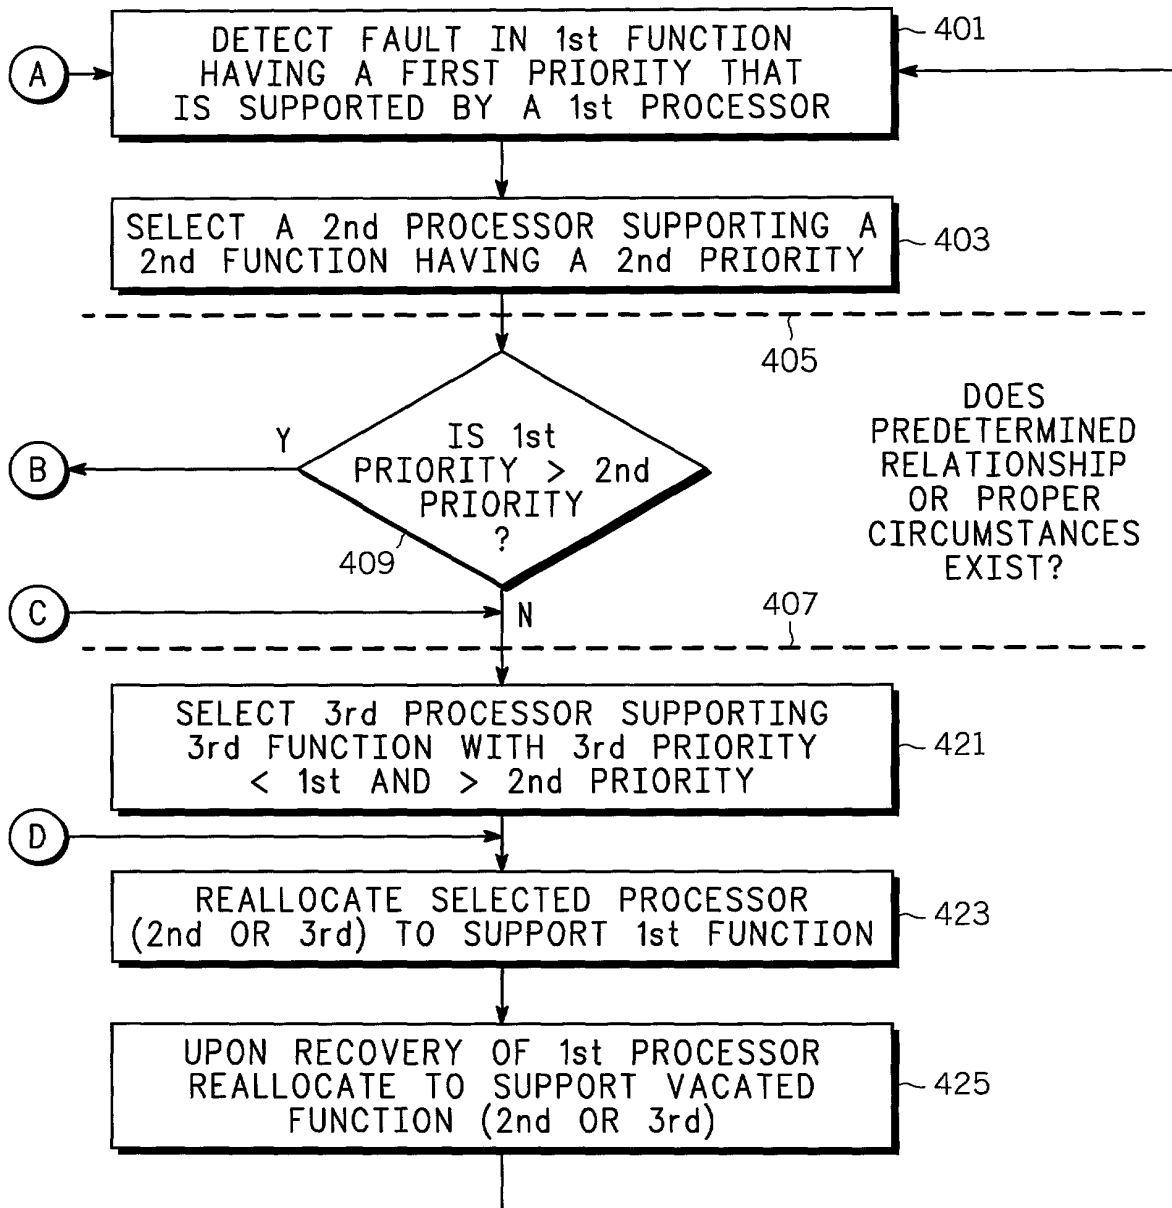 DETECT FAULT IN 1st FUNCTION
HAVING A FIRST PRIORITY THAT
IS SUPPORTED BY A 1st PROCESSOR
401
A
SELECT A 2nd PROCESSOR SUPPORTING A
2nd FUNCTION HAVING A 2nd PRIORITY
403
405
IS 1st
PRIORITY > 2nd
PRIORITY
?
Y
B
409
DOES
PREDETERMINED
RELATIONSHIP
OR PROPER
CIRCUMSTANCES
EXIST?
C
N
407
SELECT 3rd PROCESSOR SUPPORTING
3rd FUNCTION WITH 3rd PRIORITY
< 1st AND > 2nd PRIORITY
421
D
REALLOCATE SELECTED PROCESSOR
(2nd OR 3rd) TO SUPPORT 1st FUNCTION
423
UPON RECOVERY OF 1st PROCESSOR
REALLOCATE TO SUPPORT VACATED
FUNCTION (2nd OR 3rd)
425